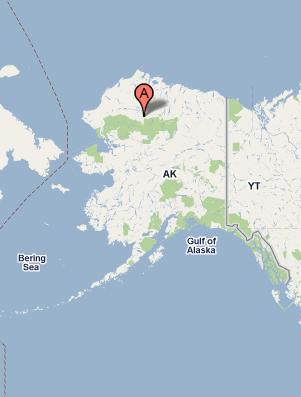 A
AK
YT
Gulf of
Alaska
Bering
Sea